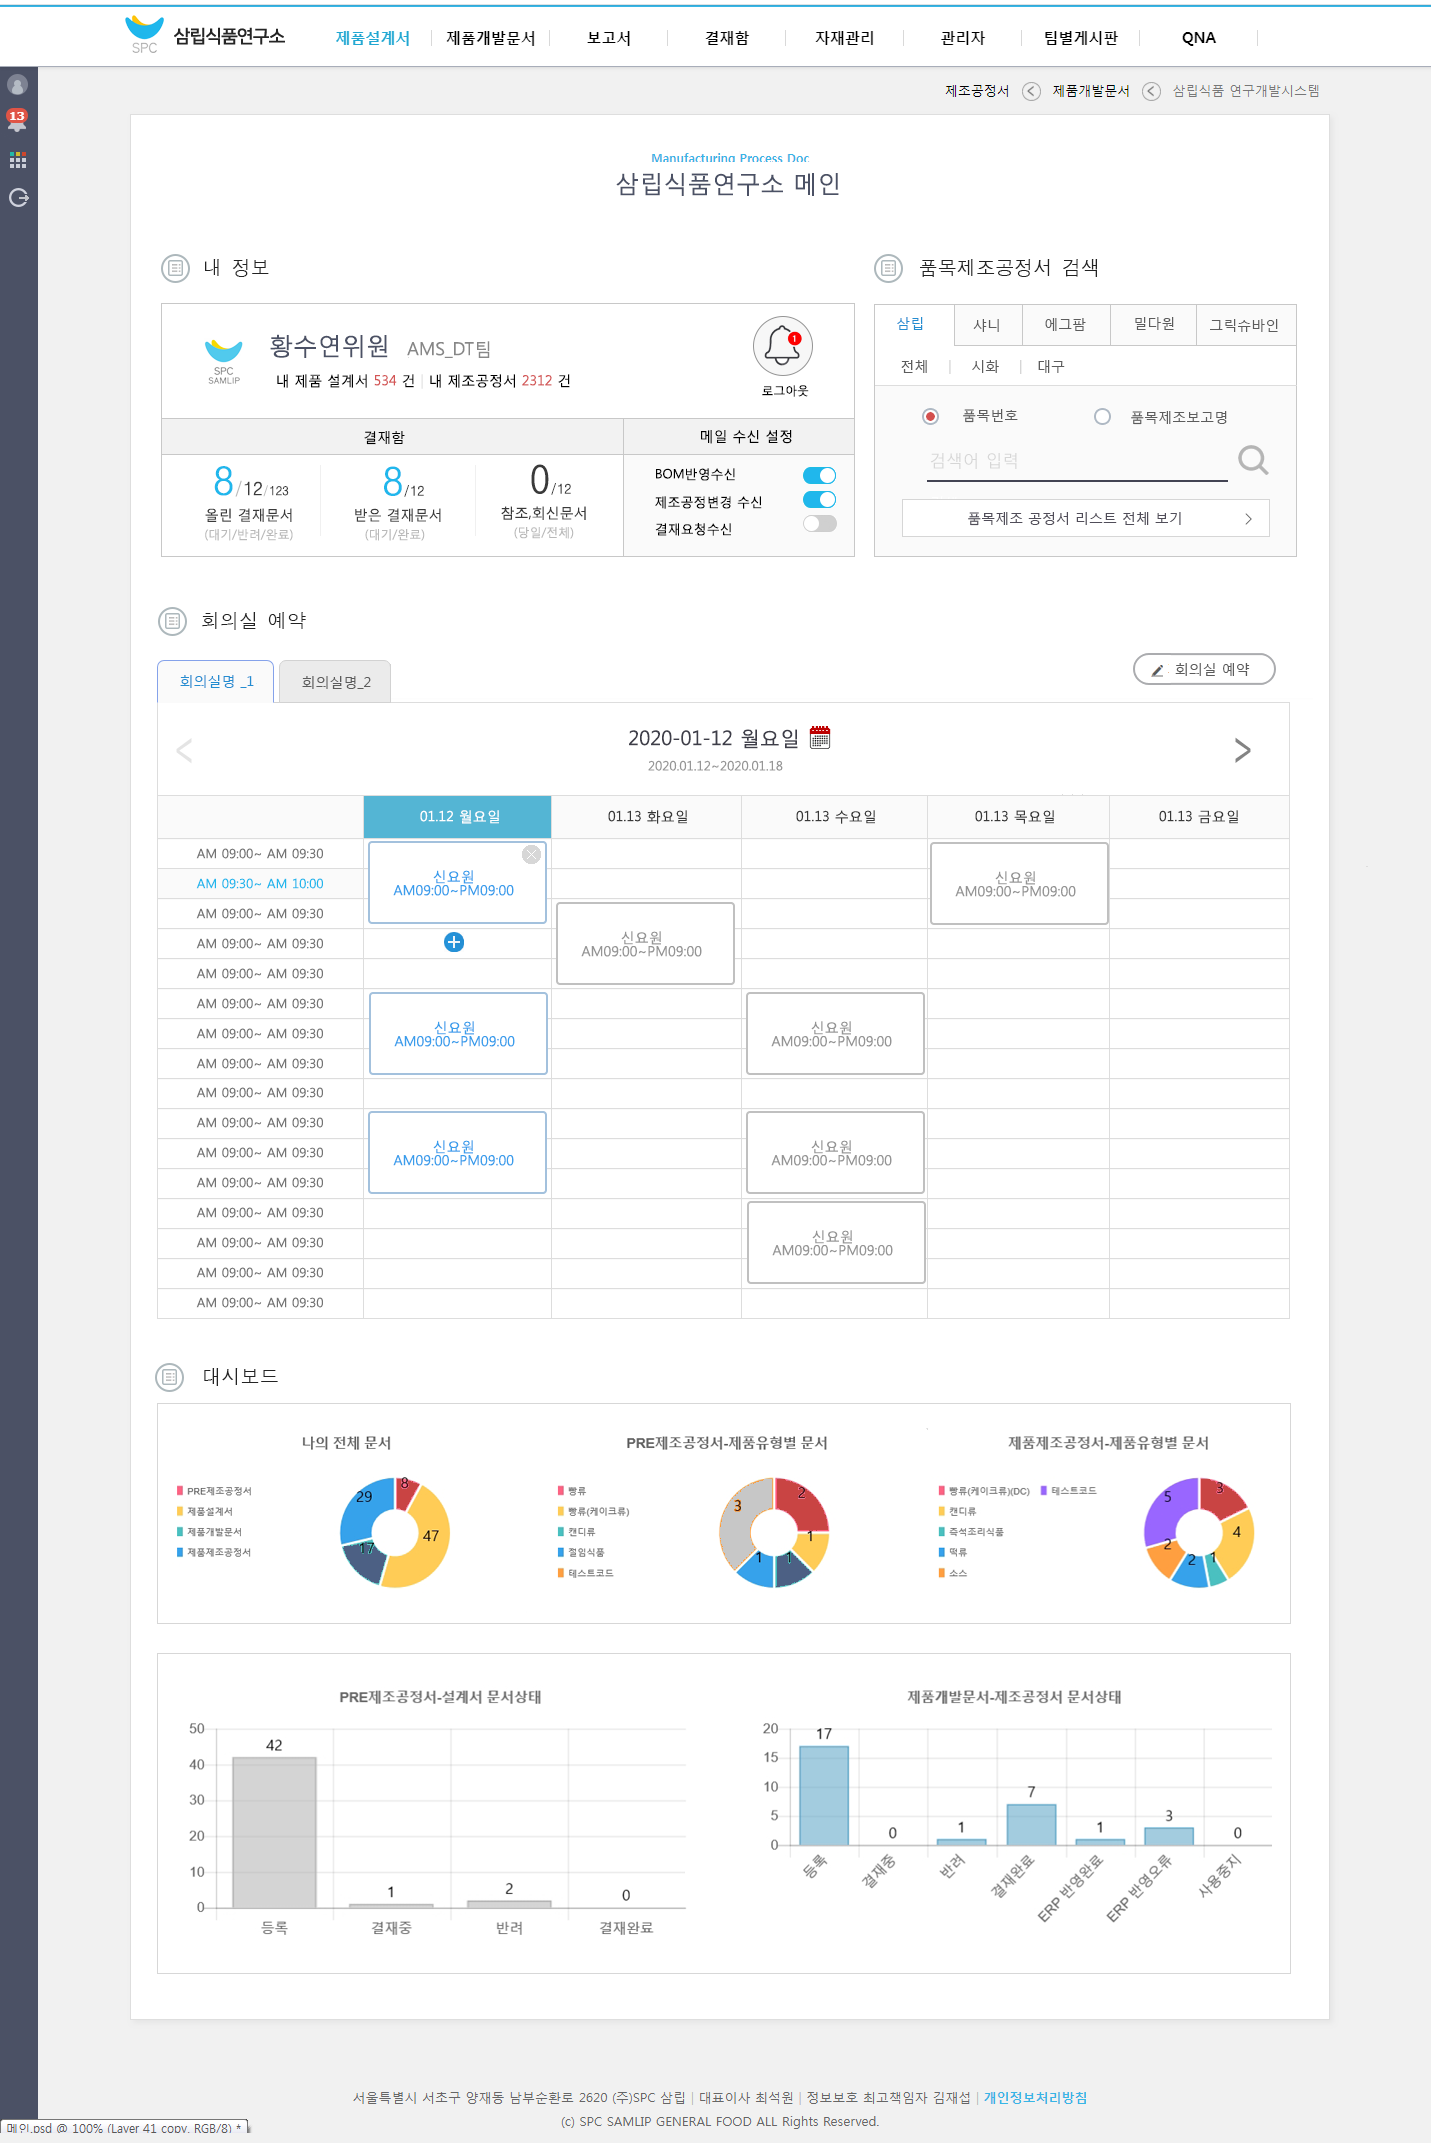 SPC 삼립식품연구소
제품설계서 제품개발문서 보고서 결재함 자재관리 관리자 팀별게시판 QNA
13
제조공정서 제품개발문서 삼립식품 연구개발시스템
Manufacturing Process Doc
삼립식품연구소 메인
내 정보
SPC
SAMLIP
황수연위원 AMS_DT팀
내 제품 설계서 534 건 | 내 제조공정서 2312 건
1
로그아웃
결재함
8/12/123
올린 결재문서
(대기/반려/완료)
8/12
받은 결재문서
(대기/완료)
0/12
참조,회신문서
(당일/전체)
메일 수신 설정
BOM반영수신
제조공정변경 수신
결재요청수신
품목제조공정서 검색
삼립 샤니 에그팜 밀다원 그릭슈바인
전체 | 시화 | 대구
품목번호 품목제조보고명
검색어 입력
품목제조 공정서 리스트 전체 보기
회의실 예약
회의실명 _1 회의실명_2
회의실 예약
2020-01-12 월요일
2020.01.12~2020.01.18
01.12 월요일 01.13 화요일 01.13 수요일 01.13 목요일 01.13 금요일
AM 09:00~ AM 09:30
AM 09:30~ AM 10:00
AM 09:00~ AM 09:30
AM 09:00~ AM 09:30
AM 09:00~ AM 09:30
AM 09:00~ AM 09:30
AM 09:00~ AM 09:30
AM 09:00~ AM 09:30
AM 09:00~ AM 09:30
AM 09:00~ AM 09:30
AM 09:00~ AM 09:30
AM 09:00~ AM 09:30
AM 09:00~ AM 09:30
AM 09:00~ AM 09:30
AM 09:00~ AM 09:30
AM 09:00~ AM 09:30
신요원
AM09:00~PM09:00
신요원
AM09:00~PM09:00
신요원
AM09:00~PM09:00
신요원
AM09:00~PM09:00
신요원
AM09:00~PM09:00
신요원
AM09:00~PM09:00
신요원
AM09:00~PM09:00
신요원
AM09:00~PM09:00
대시보드
나의 전체 문서
PRE제조공정서
제품설계서
제품개발문서
제품제조공정서
8
47
17
29
PRE제조공정서-제품유형별 문서
빵류
빵류(케이크류)
캔디류
절임식품
테스트코드
2
1
1
1
3
제품제조공정서-제품유형별 문서
빵류(케이크류)(DC) 테스트코드
캔디류
즉석조리식품
떡류
소스
3
4
1
2
2
5
PRE제조공정서-설계서 문서상태
50
40
30
20
10
0
42 1 2 0
등록 결재중 반려 결재완료
제품개발문서-제조공정서 문서상태
20
15
10
5
0
17 0 1 7 1 3 0
등록 결재중 반려 결재완료 ERP 반영완료 ERP 반영오류 사용중지
서울특별시 서초구 양재동 남부순환로 2620 (주)SPC 삼립 | 대표이사 최석원 | 정보보호 최고책임자 김재섭 | 개인정보처리방침
(c) SPC SAMLIP GENERAL FOOD ALL Rights Reserved.
메인.psd @ 100% (Layer 41 copy, RGB/8) *